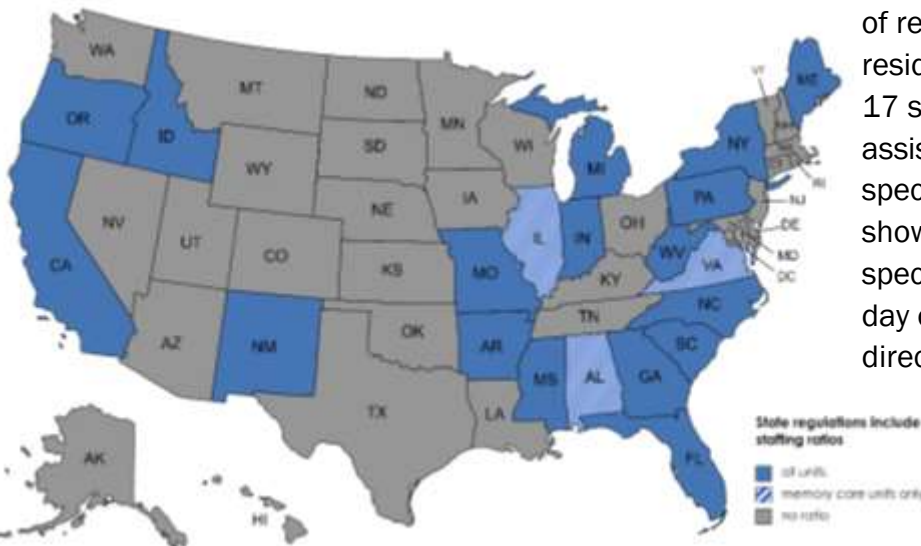 of re
resid
17 s
assis
spec
show
spec
day c
direc
WA
MT
ND
MN
OR
ID
WY
SD
WI
MI
NY
ME
VT
RI
NJ
DE
MD
DC
NV
UT
CO
NE
IA
IL
IN
OH
PA
WV
VA
CA
KS
MO
KY
NC
AZ
NM
OK
AR
TN
SC
TX
LA
MS
AL
GA
FL
AK
HI
State regulations include
staffing ratios
all units
memory care units only
no ratio